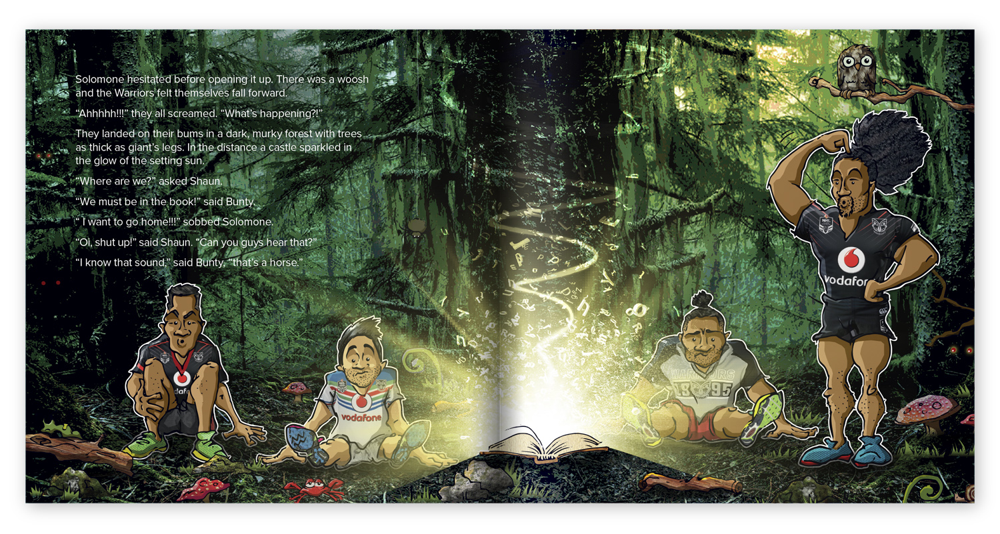 Solomone hesitated before opening it up. There was a woosh
and the Warriors felt themselves fall forward.
“Ahhhhh!!!” they all screamed. “What’s happening?!”
They landed on their bums in a dark, murky forest with trees
as thick as giant’s legs. In the distance a castle sparkled in
the glow of the setting sun.
“Where are we?” asked Shaun.
“We must be in the book!” said Bunty.
“ I want to go home!!!” sobbed Solomone.
“Oi, shut up!” said Shaun. “Can you guys hear that?”
“I know that sound,” said Bunty, “that’s a horse.”
NRL
vodafon
dafo
vodafone
WARRIORS
1995